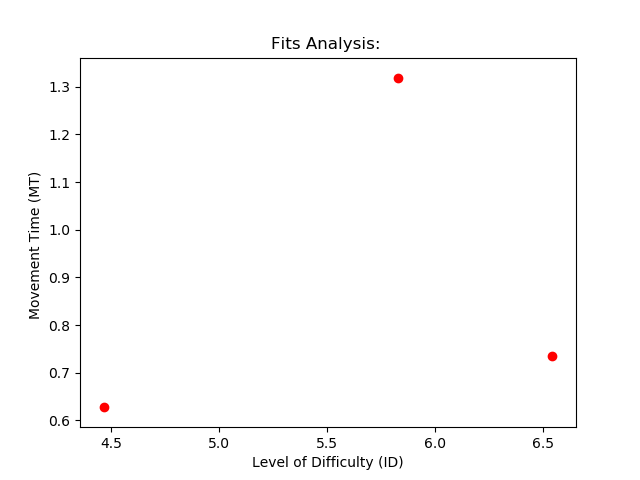 Fits Analysis:
1.3
1.2
1.1
1.0
0.9
0.8
0.7
0.6
Movement Time (MT)
4.5 5.0 5.5 6.0 6.5
Level of Difficulty (ID)